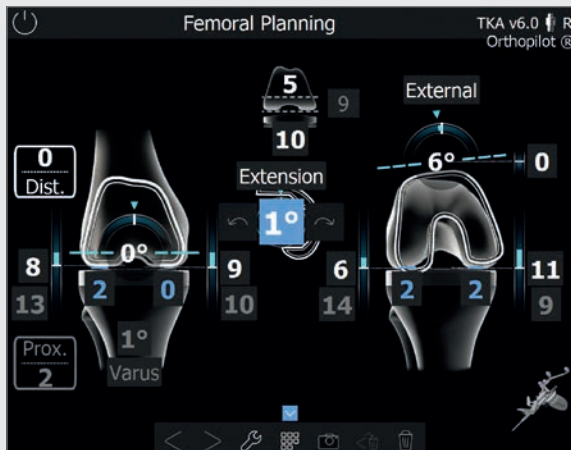 Femoral Planning
TKA v6.0 R
Orthopilot ®
5
9
10
External
6°
0
0
Dist.
Extension
1°
0°
8
9
6
11
13
2
0
10
14
2
2
9
1°
Varus
Prox.
2